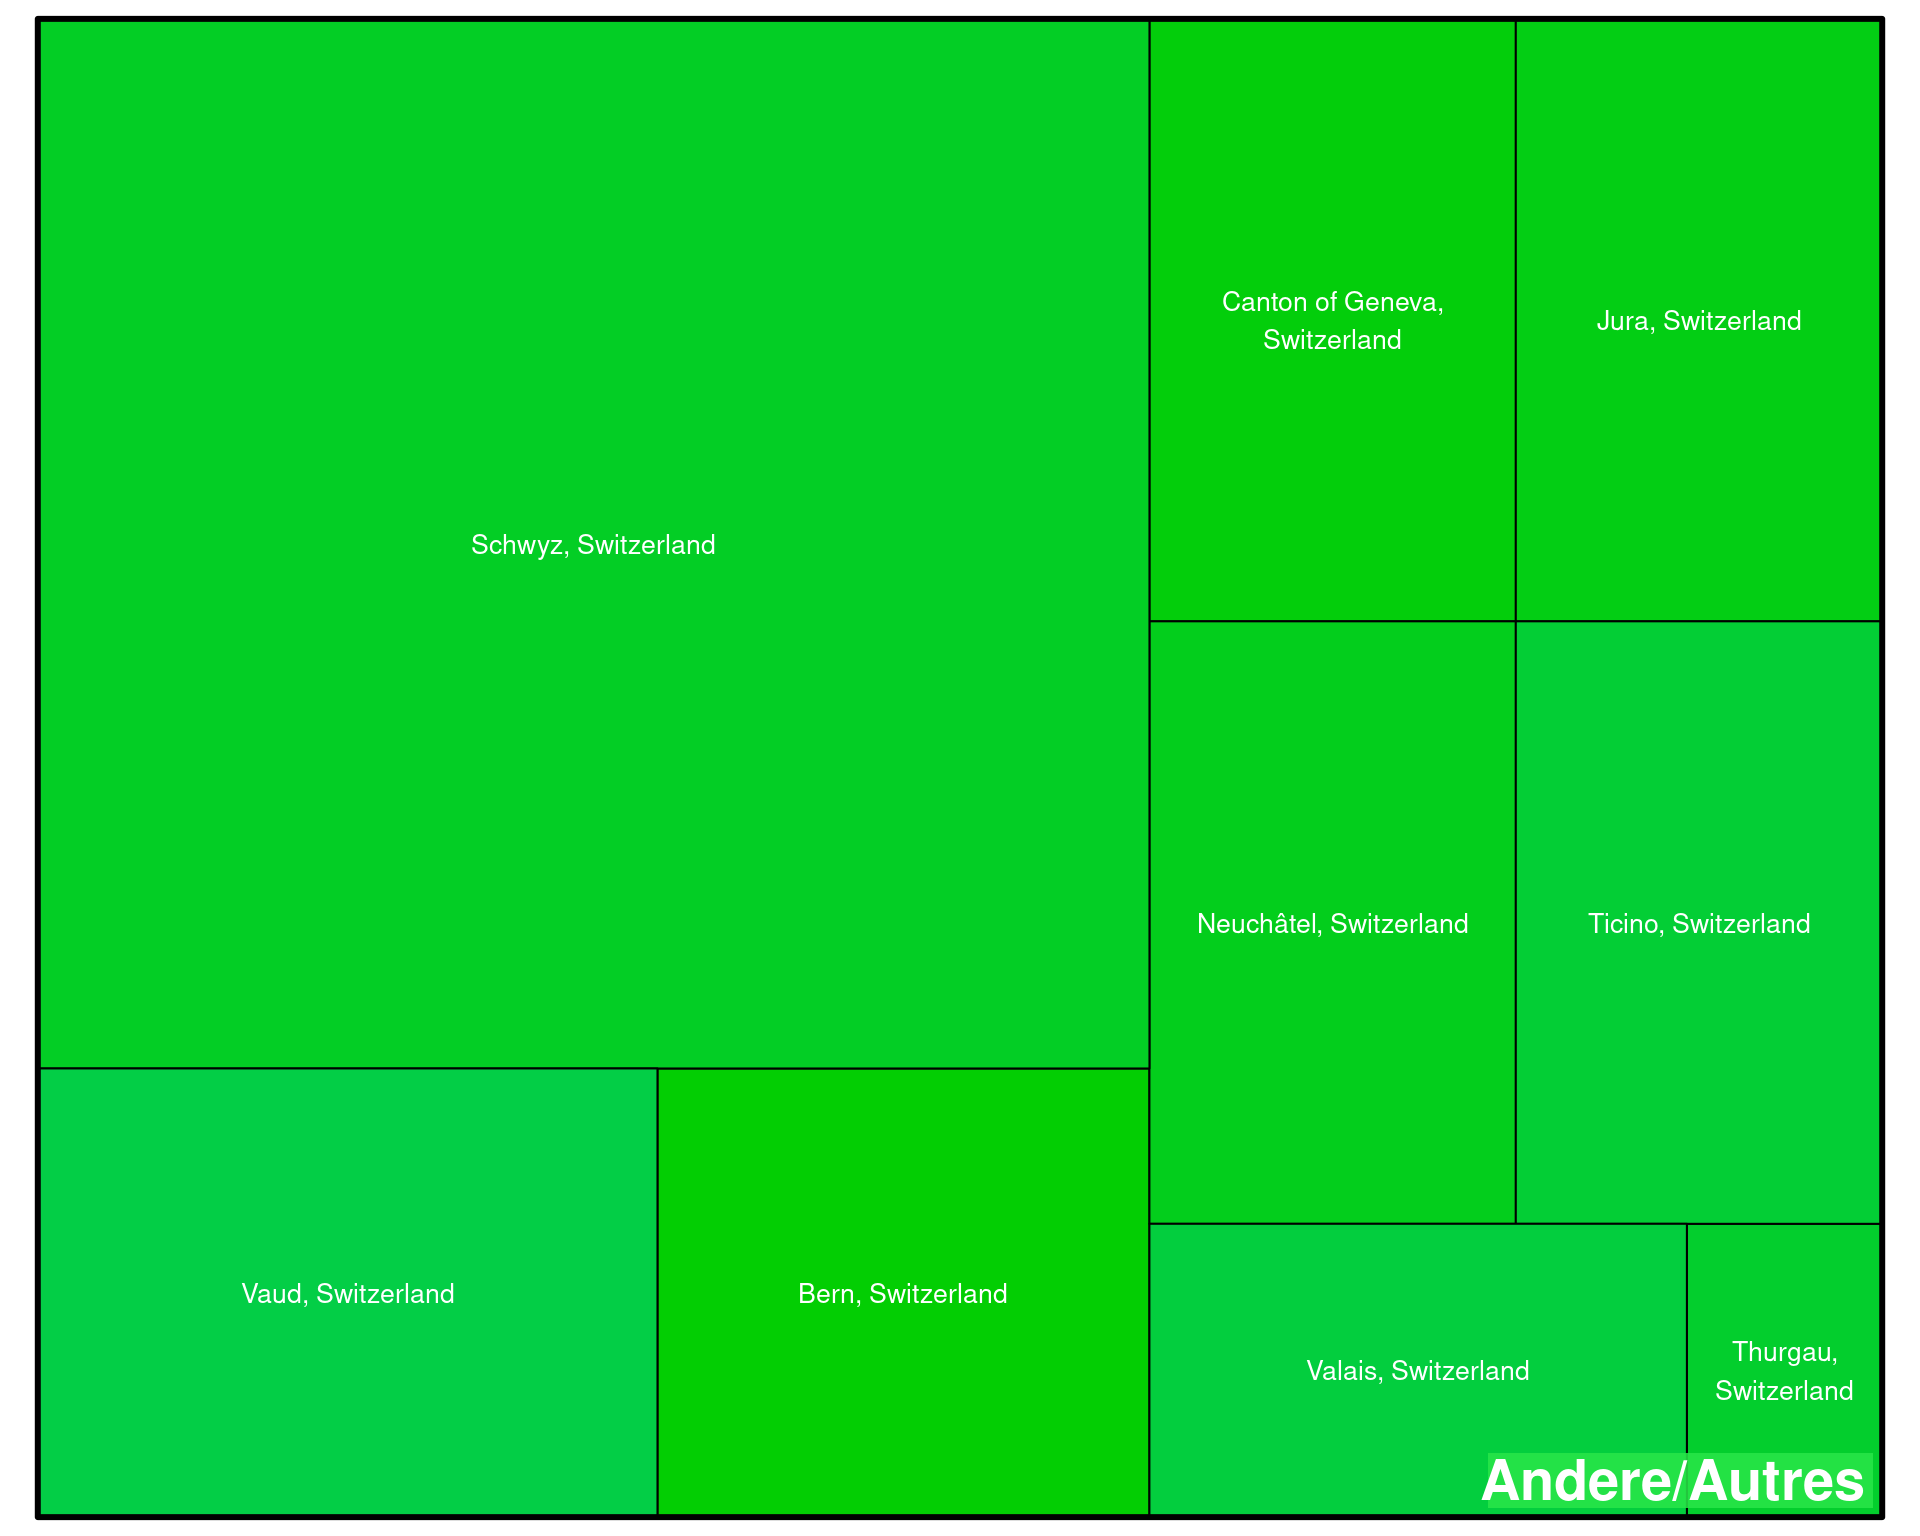 Schwyz, Switzerland
Canton of Geneva,
Switzerland
Jura, Switzerland
Neuchâtel, Switzerland
Ticino, Switzerland
Vaud, Switzerland
Bern, Switzerland
Valais, Switzerland
Thurgau,
Switzerland
Andere/Autres